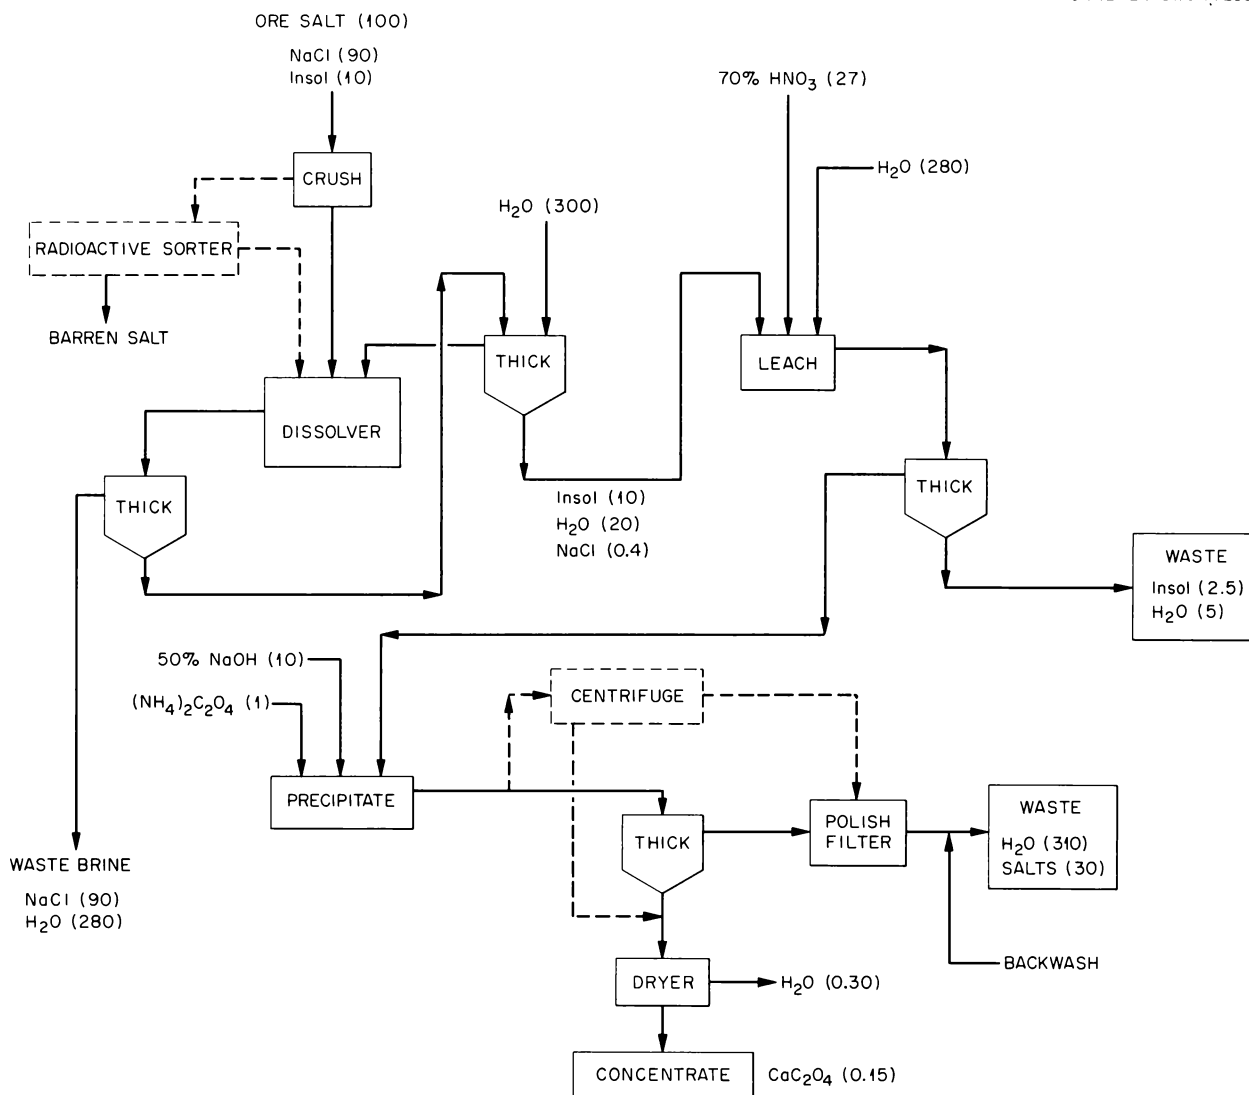 ORE SALT (100)
NaCl (90)
Insol (10)
70% HNO₃ (27)
CRUSH
H₂O (280)
H₂O (300)
RADIOACTIVE SORTER
BARREN SALT
THICK
LEACH
DISSOLVER
THICK
THICK
Insol (10)
H₂O (20)
NaCl (0.4)
WASTE
Insol (2.5)
H₂O (5)
50% NaOH (10)
(NH₄)₂C₂O₄ (1)
CENTRIFUGE
PRECIPITATE
THICK
POLISH
FILTER
WASTE
H₂O (310)
SALTS (30)
WASTE BRINE
NaCl (90)
H₂O (280)
BACKWASH
DRYER
H₂O (0.30)
CONCENTRATE
CaC₂O₄ (0.15)